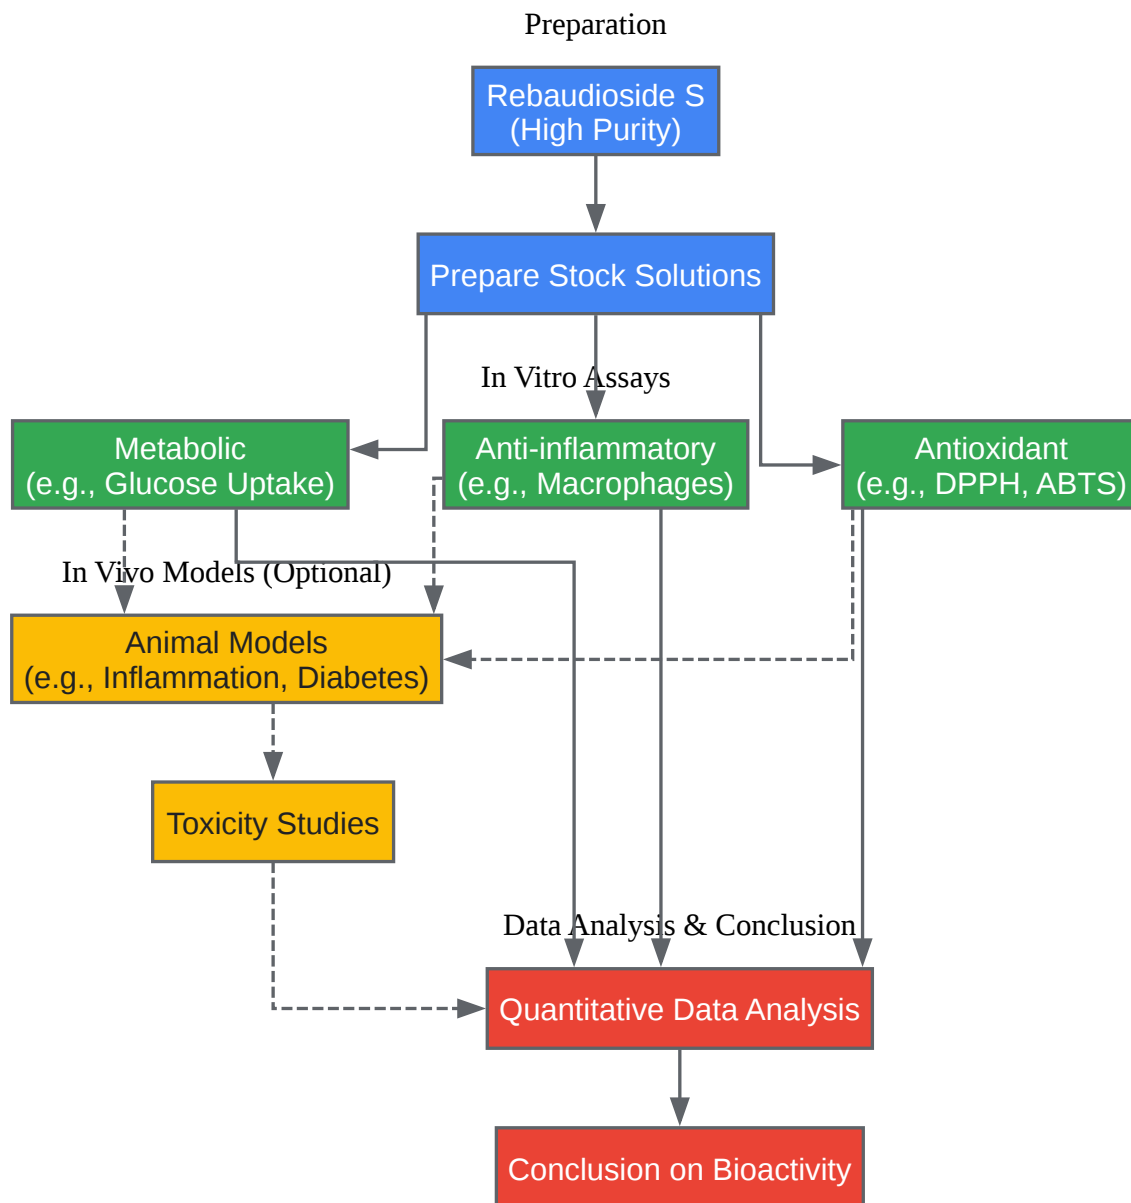 Preparation
Rebaudioside S
(High Purity)
Prepare Stock Solutions
In Vitro Assays
Metabolic
(e.g., Glucose Uptake)
Anti-inflammatory
(e.g., Macrophages)
Antioxidant
(e.g., DPPH, ABTS)
In Vivo Models (Optional)
Animal Models
(e.g., Inflammation, Diabetes)
Toxicity Studies
Data Analysis & Conclusion
Quantitative Data Analysis
Conclusion on Bioactivity